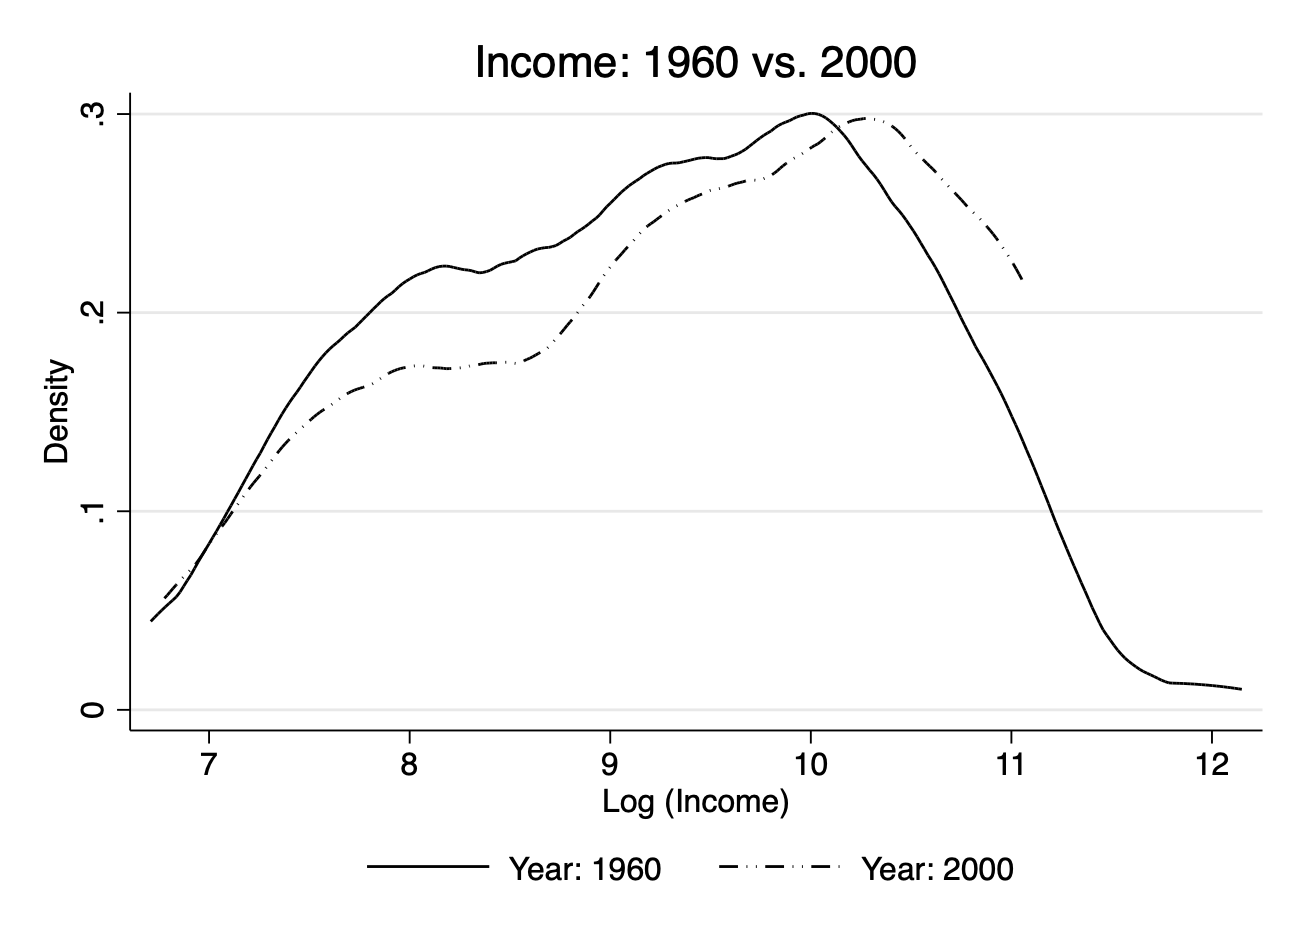 Income: 1960 vs. 2000
Density
.3
.2
.1
0
7 8 9 10 11 12
Log (Income)
Year: 1960 Year: 2000